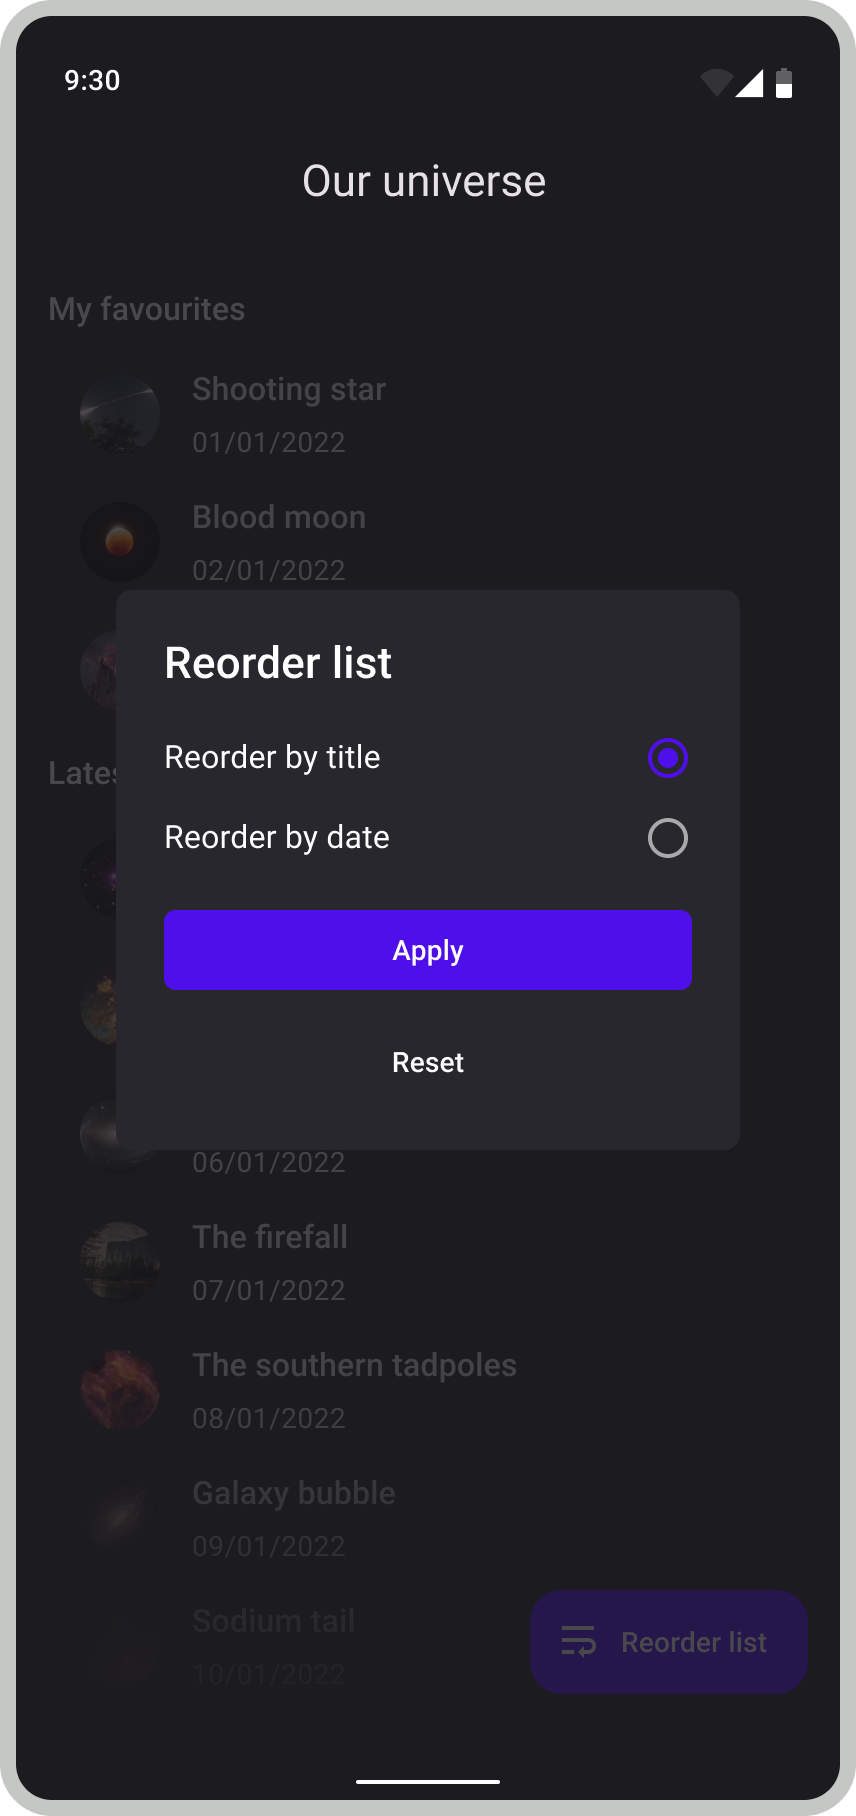 9:30
Our universe
My favourites
Shooting star
01/01/2022
Blood moon
02/01/2022
Reorder list
Reorder by title
Reorder by date
Apply
Reset
06/01/2022
The firefall
07/01/2022
The southern tadpoles
08/01/2022
Galaxy bubble
09/01/2022
Sodium tail
10/01/2022
Reorder list